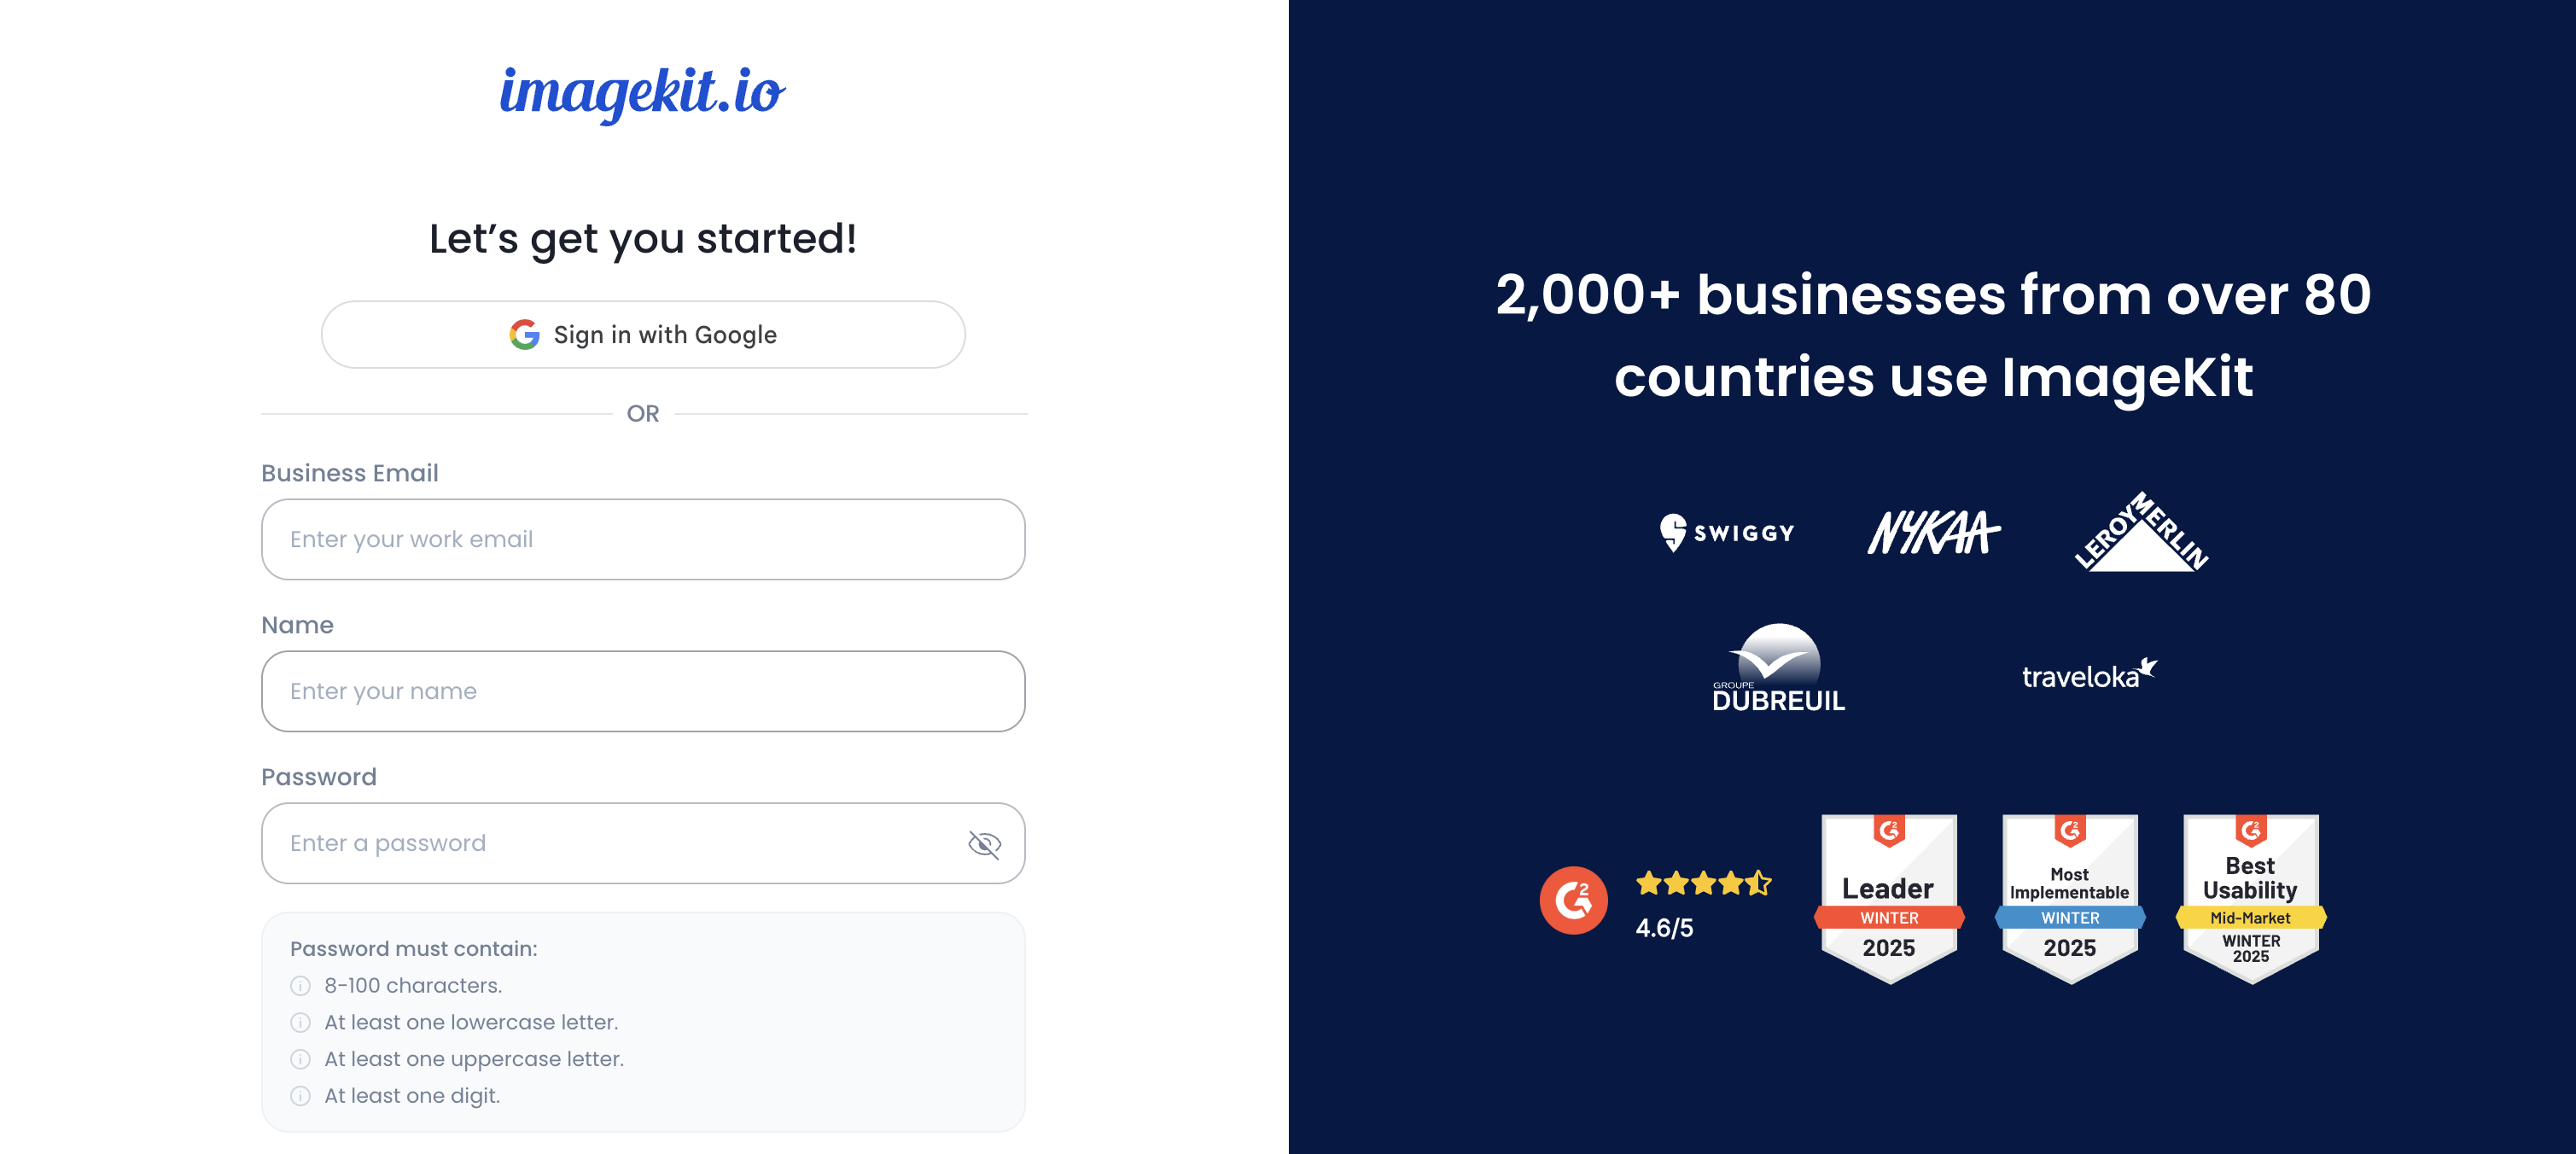 imagekit.io
Let’s get you started!
Sign in with Google
OR
Business Email
Enter your work email
Name
Enter your name
Password
Enter a password
Password must contain:
8-100 characters.
At least one lowercase letter.
At least one uppercase letter.
At least one digit.
2,000+ businesses from over 80
countries use ImageKit
SWIGGY
NYKAA
LEROY MERLIN
GROUPE
DUBREUIL
traveloka
G2
4.6/5
G2
Leader
WINTER
2025
G2
Most
Implementable
WINTER
2025
G2
Best
Usability
Mid-Market
WINTER
2025